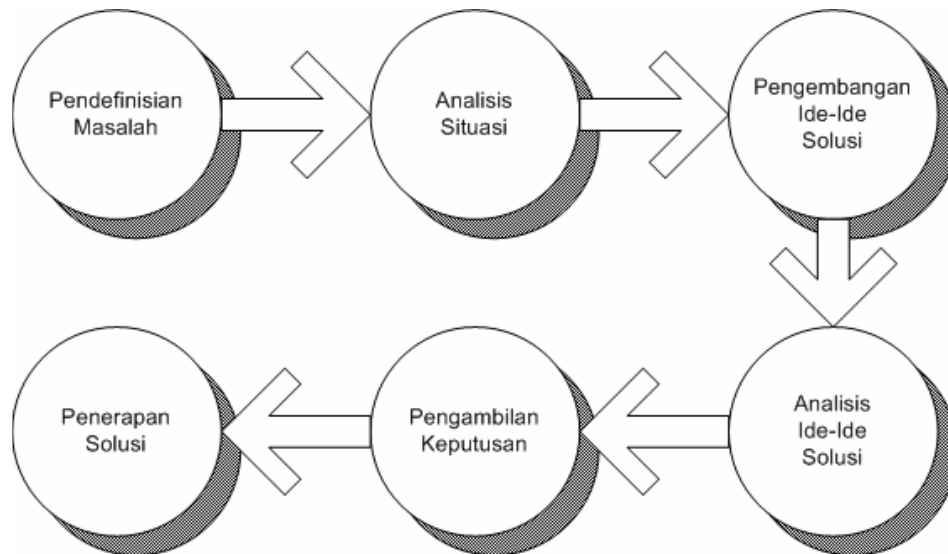 Pendefinisian
Masalah
Analisis
Situasi
Pengembangan
Ide-Ide
Solusi
Analisis
Ide-Ide
Solusi
Pengambilan
Keputusan
Penerapan
Solusi